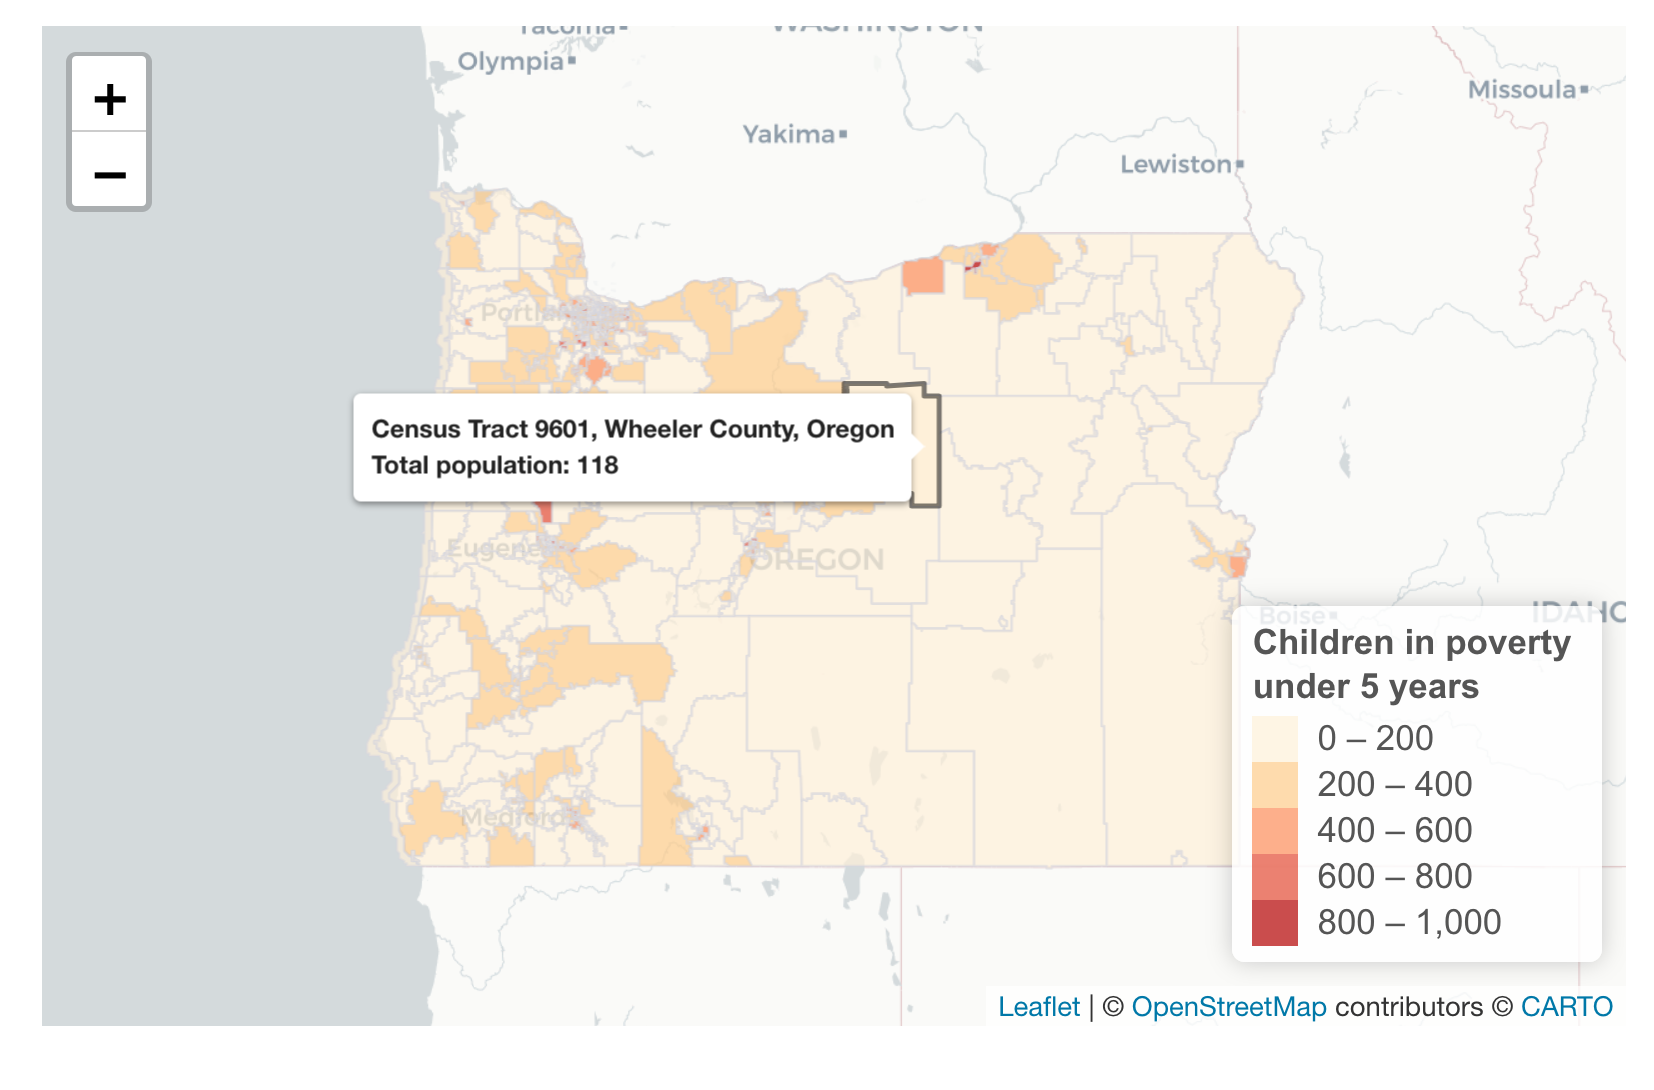 Tacoma
WASHINGTON
Olympia
Missoula
+
Yakima
−
Lewiston
Census Tract 9601, Wheeler County, Oregon
Total population: 118
Eugene
OREGON
Boise
IDAHO
Children in poverty
under 5 years
0 – 200
200 – 400
400 – 600
600 – 800
800 – 1,000
Medford
Leaflet | © OpenStreetMap contributors © CARTO